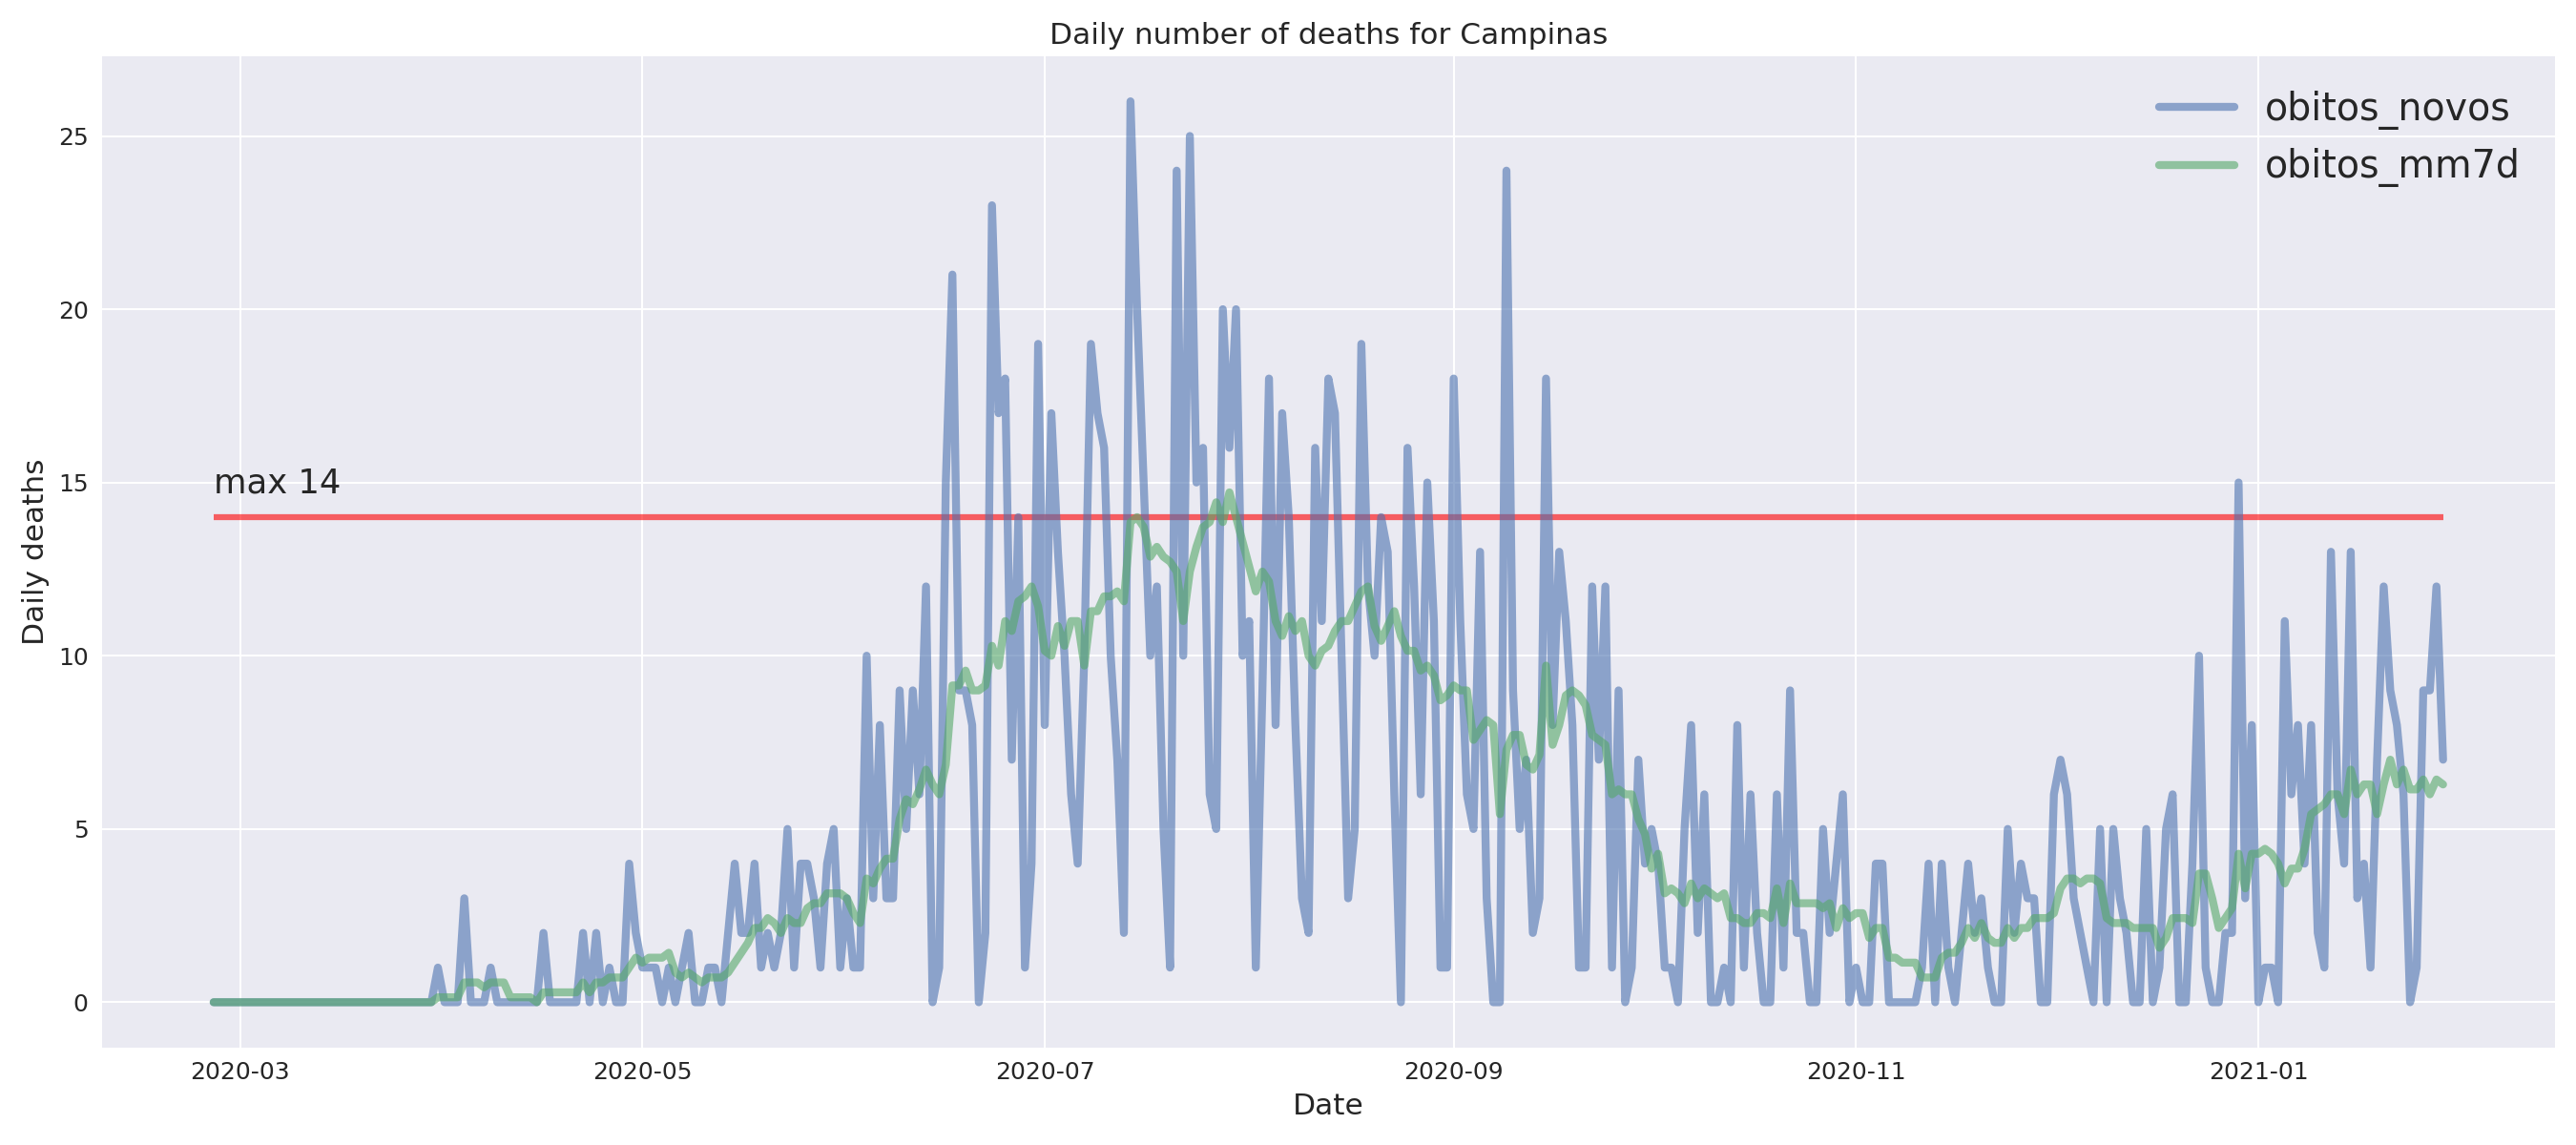 Daily number of deaths for Campinas
obitos_novos
obitos_mm7d
max 14
Daily deaths
25
20
15
10
5
0
2020-03
2020-05
2020-07
2020-09
2020-11
2021-01
Date